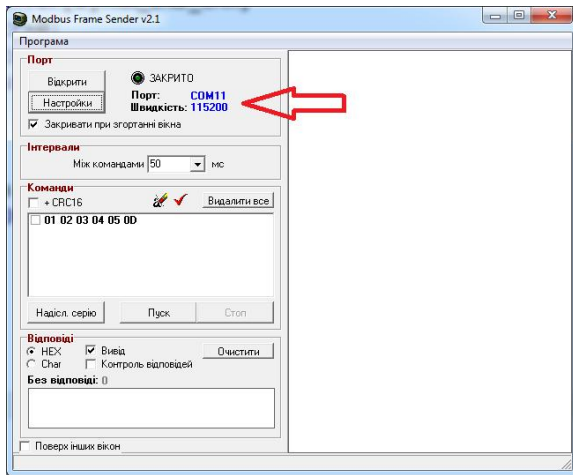 Modbus Frame Sender v2.1
Програма
Порт
Відкрити
ЗАКРИТО
Порт: COM11
Настройки
Швидкість: 115200
Закривати при згортанні вікна
Інтервали
Між командами 50 мс
Команди
+ CRC16
Видалити все
01 02 03 04 05 0D
Надісл. серію Пуск Стоп
Відповіді
HEX Вивід Очистити
Char Контроль відповідей
Без відповіді: 0
Поверх інших вікон